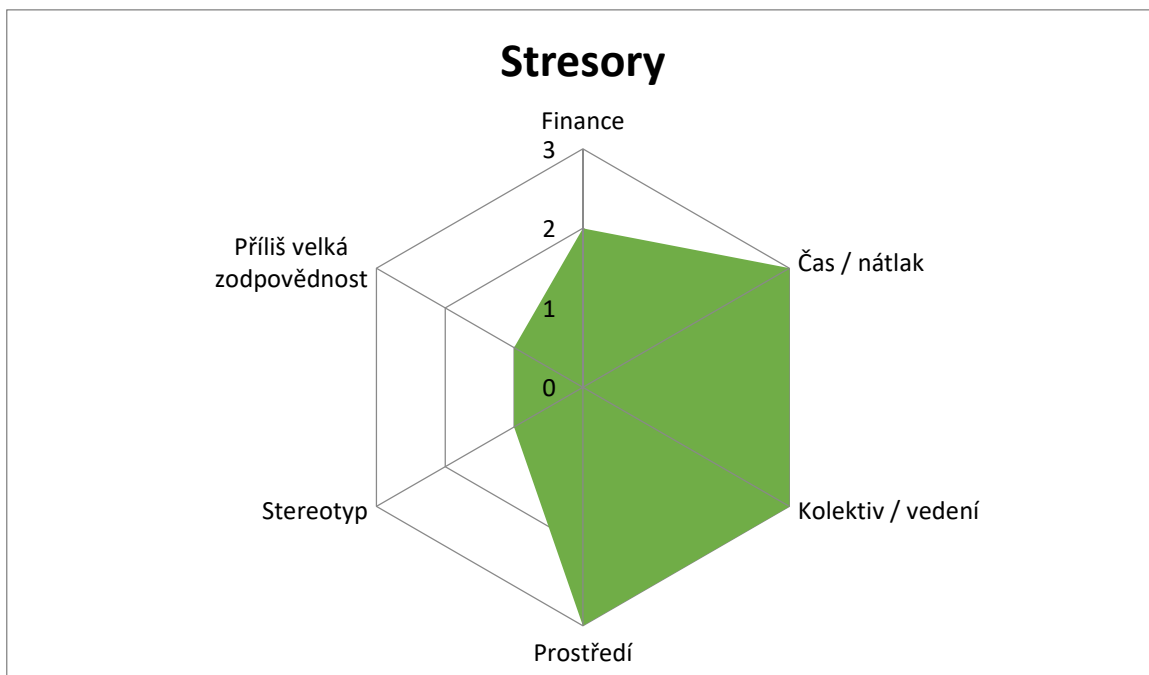 Stresory
Finance
3
2
1
0
Čas / nátlak
Kolektiv / vedení
Prostředí
Stereotyp
Příliš velká
zodpovědnost